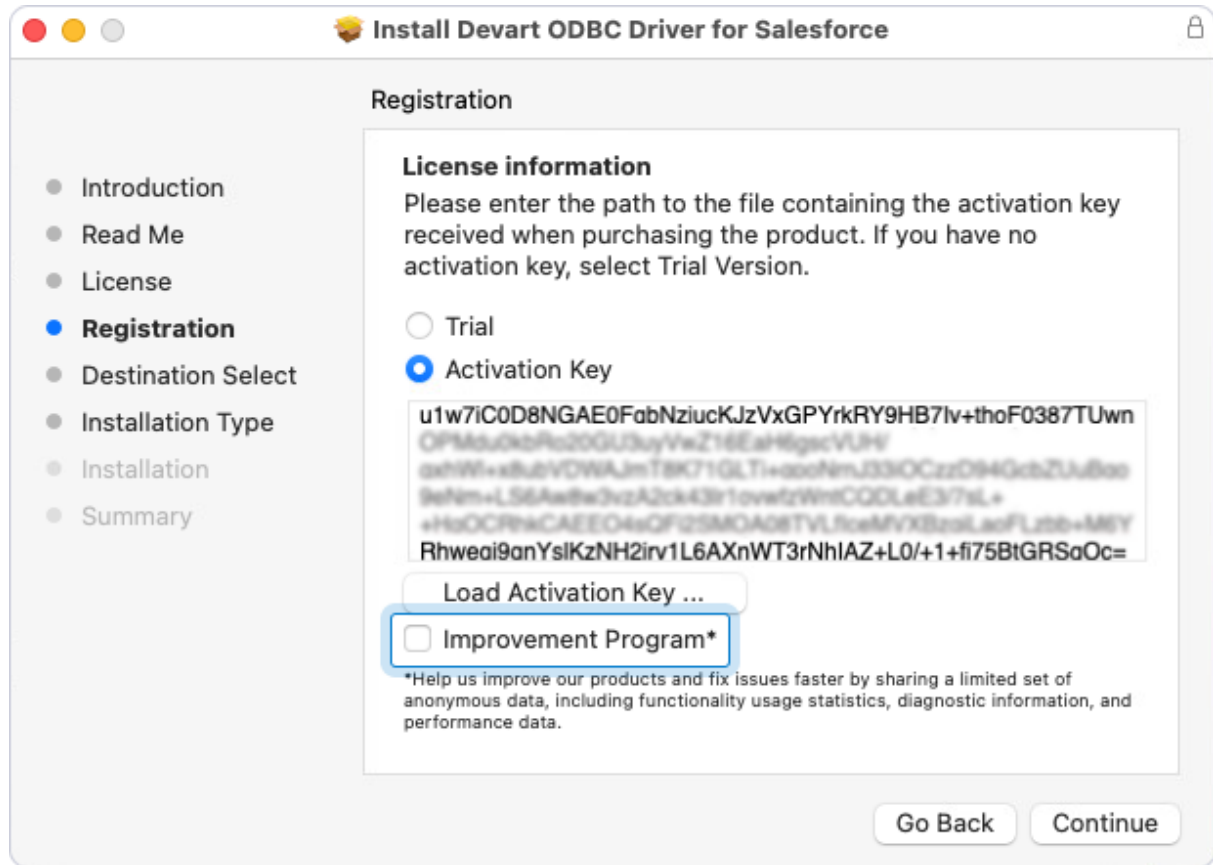 Install Devart ODBC Driver for Salesforce
Registration
Introduction
Read Me
License
Registration
Destination Select
Installation Type
Installation
Summary
License information
Please enter the path to the file containing the activation key
received when purchasing the product. If you have no
activation key, select Trial Version.
Trial
Activation Key
u1w7iC0D8NGAE0FabNziucKJzVxGPYrkRY9HB7lv+thoF0387TUwn
Rhweai9anYslKzNH2irv1L6AXnWT3rNhIAZ+L0/+1+fi75BtGRSaOc=
Load Activation Key ...
Improvement Program*
*Help us improve our products and fix issues faster by sharing a limited set of
anonymous data, including functionality usage statistics, diagnostic information, and
performance data.
Go Back
Continue